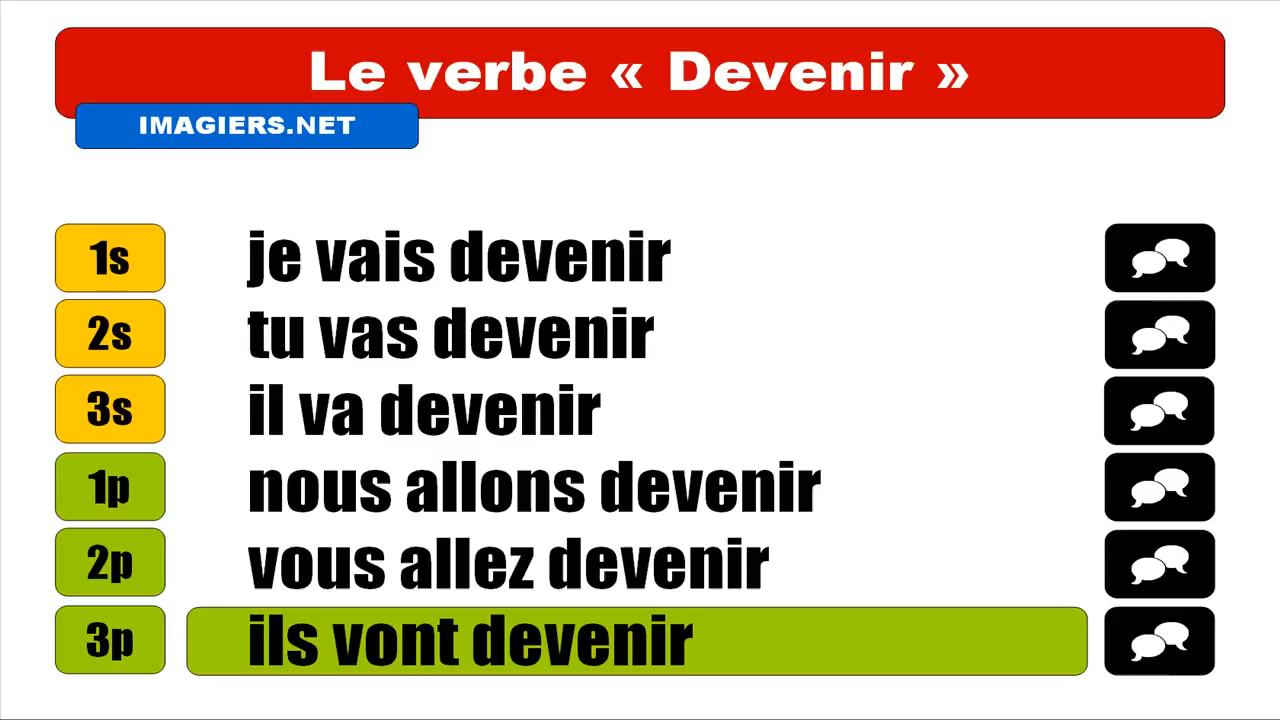 Le verbe « Devenir »
IMAGIERS.NET
1s je vais devenir
2s tu vas devenir
3s il va devenir
1p nous allons devenir
2p vous allez devenir
3p ils vont devenir